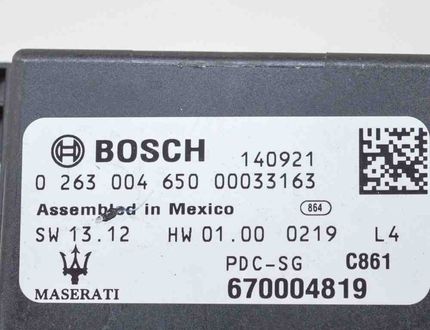 BOSCH 140921
0 263 004 650 00033163
Assembled in Mexico 864
SW 13.12 HW 01.00 0219 L4
PDC-SG C861
MASERATI 670004819